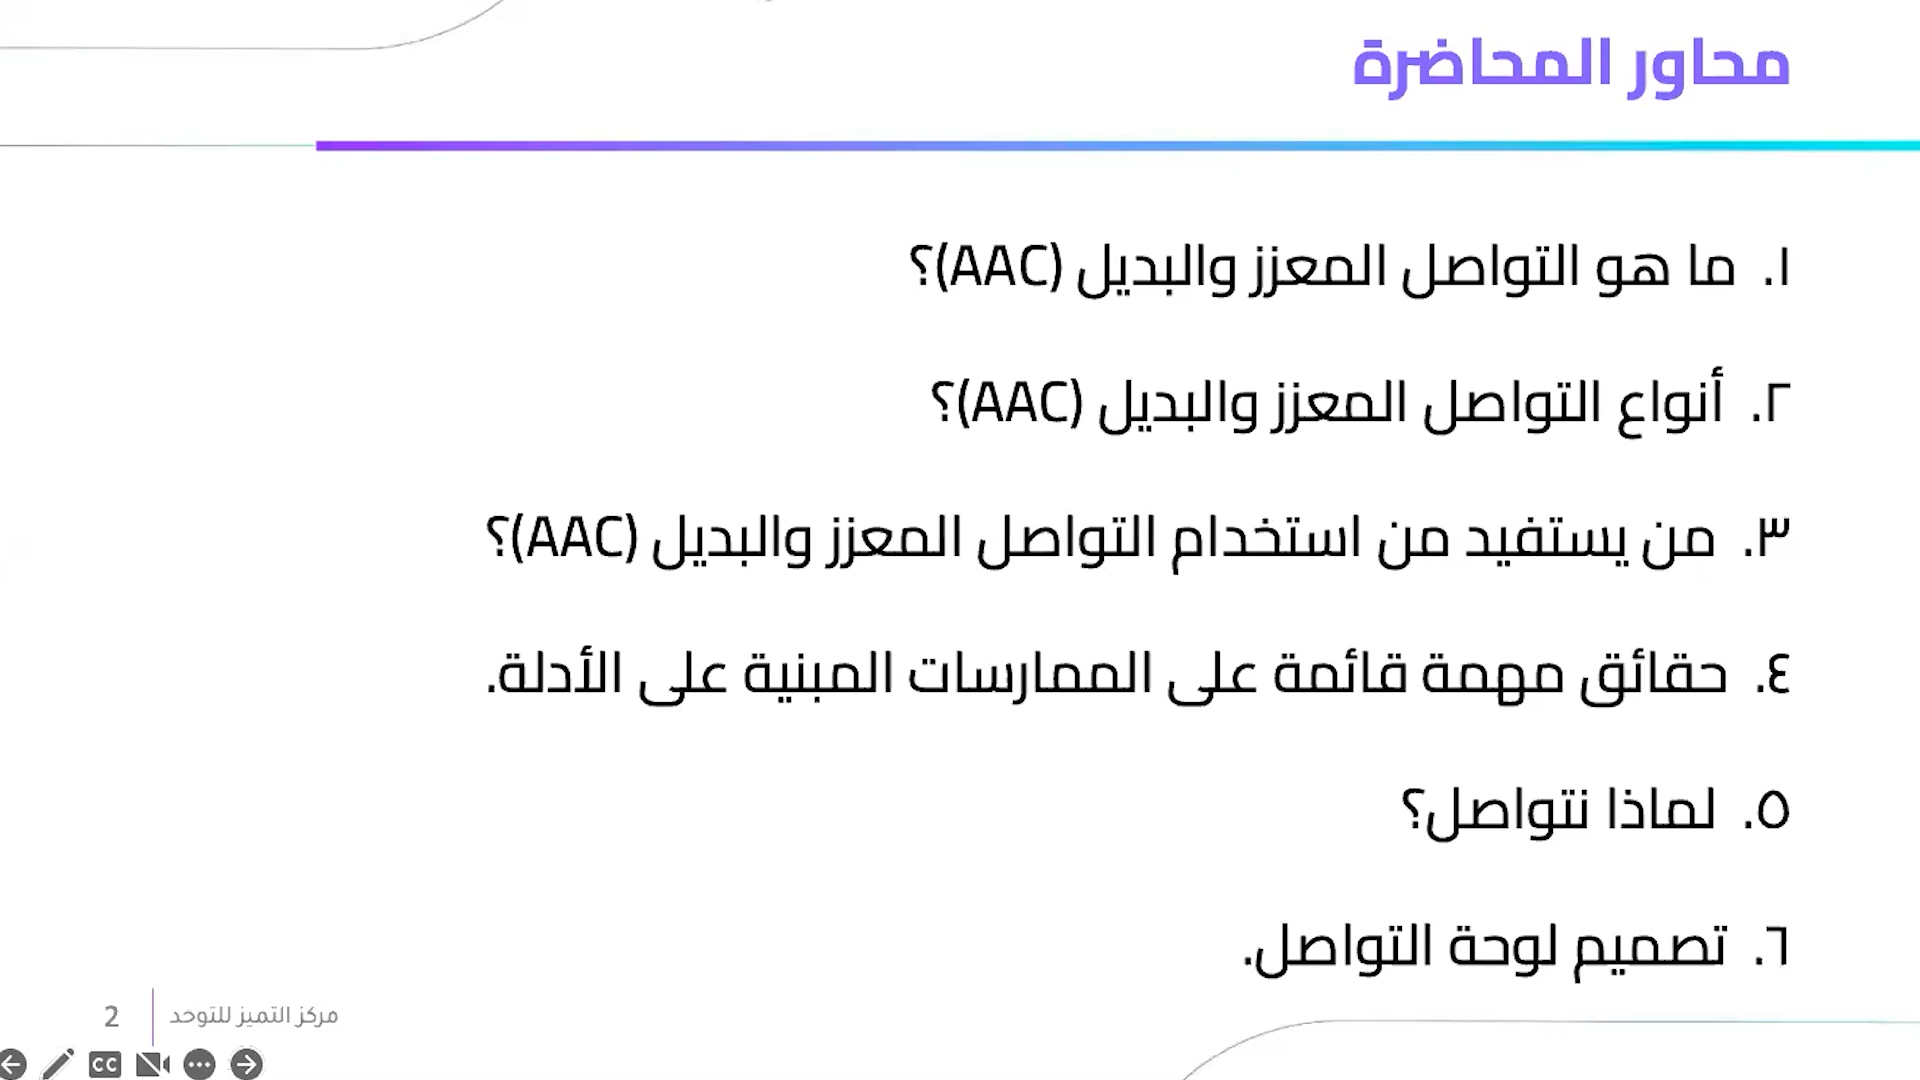 محاور المحاضرة
١. ما هو التواصل المعزز والبديل (AAC)؟
٢. أنواع التواصل المعزز والبديل (AAC)؟
٣. من يستفيد من استخدام التواصل المعزز والبديل (AAC)؟
٤. حقائق مهمة قائمة على الممارسات المبنية على الأدلة.
٥. لماذا نتواصل؟
٦. تصميم لوحة التواصل.
مركز التميز للتوحد
2
CC